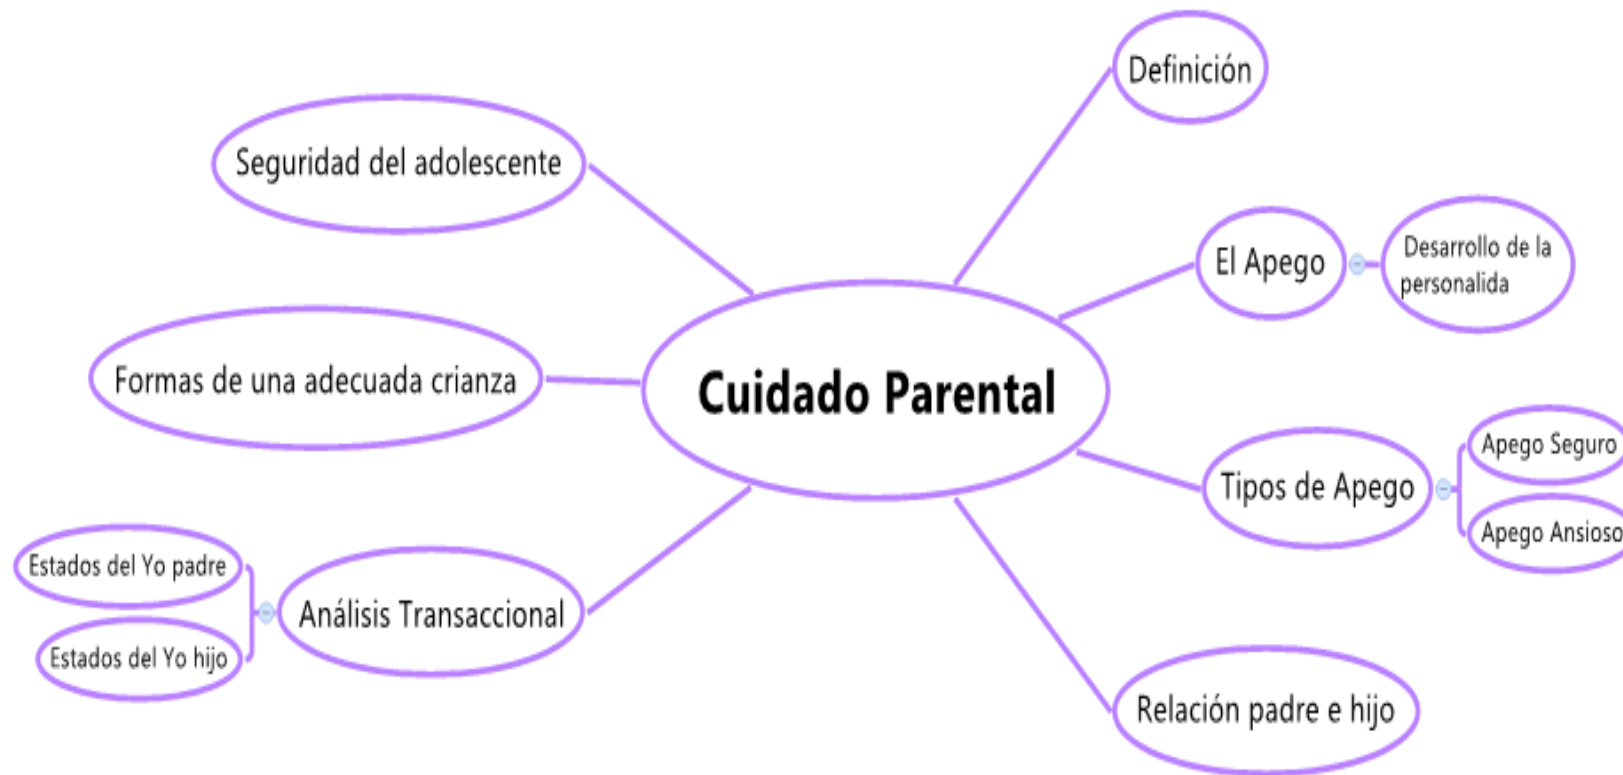 Definición
Seguridad del adolescente
El Apego
Desarrollo de la
personalida
Formas de una adecuada crianza
Cuidado Parental
Tipos de Apego
Apego Seguro
Apego Ansioso
Estados del Yo padre
Estados del Yo hijo
Análisis Transaccional
Relación padre e hijo